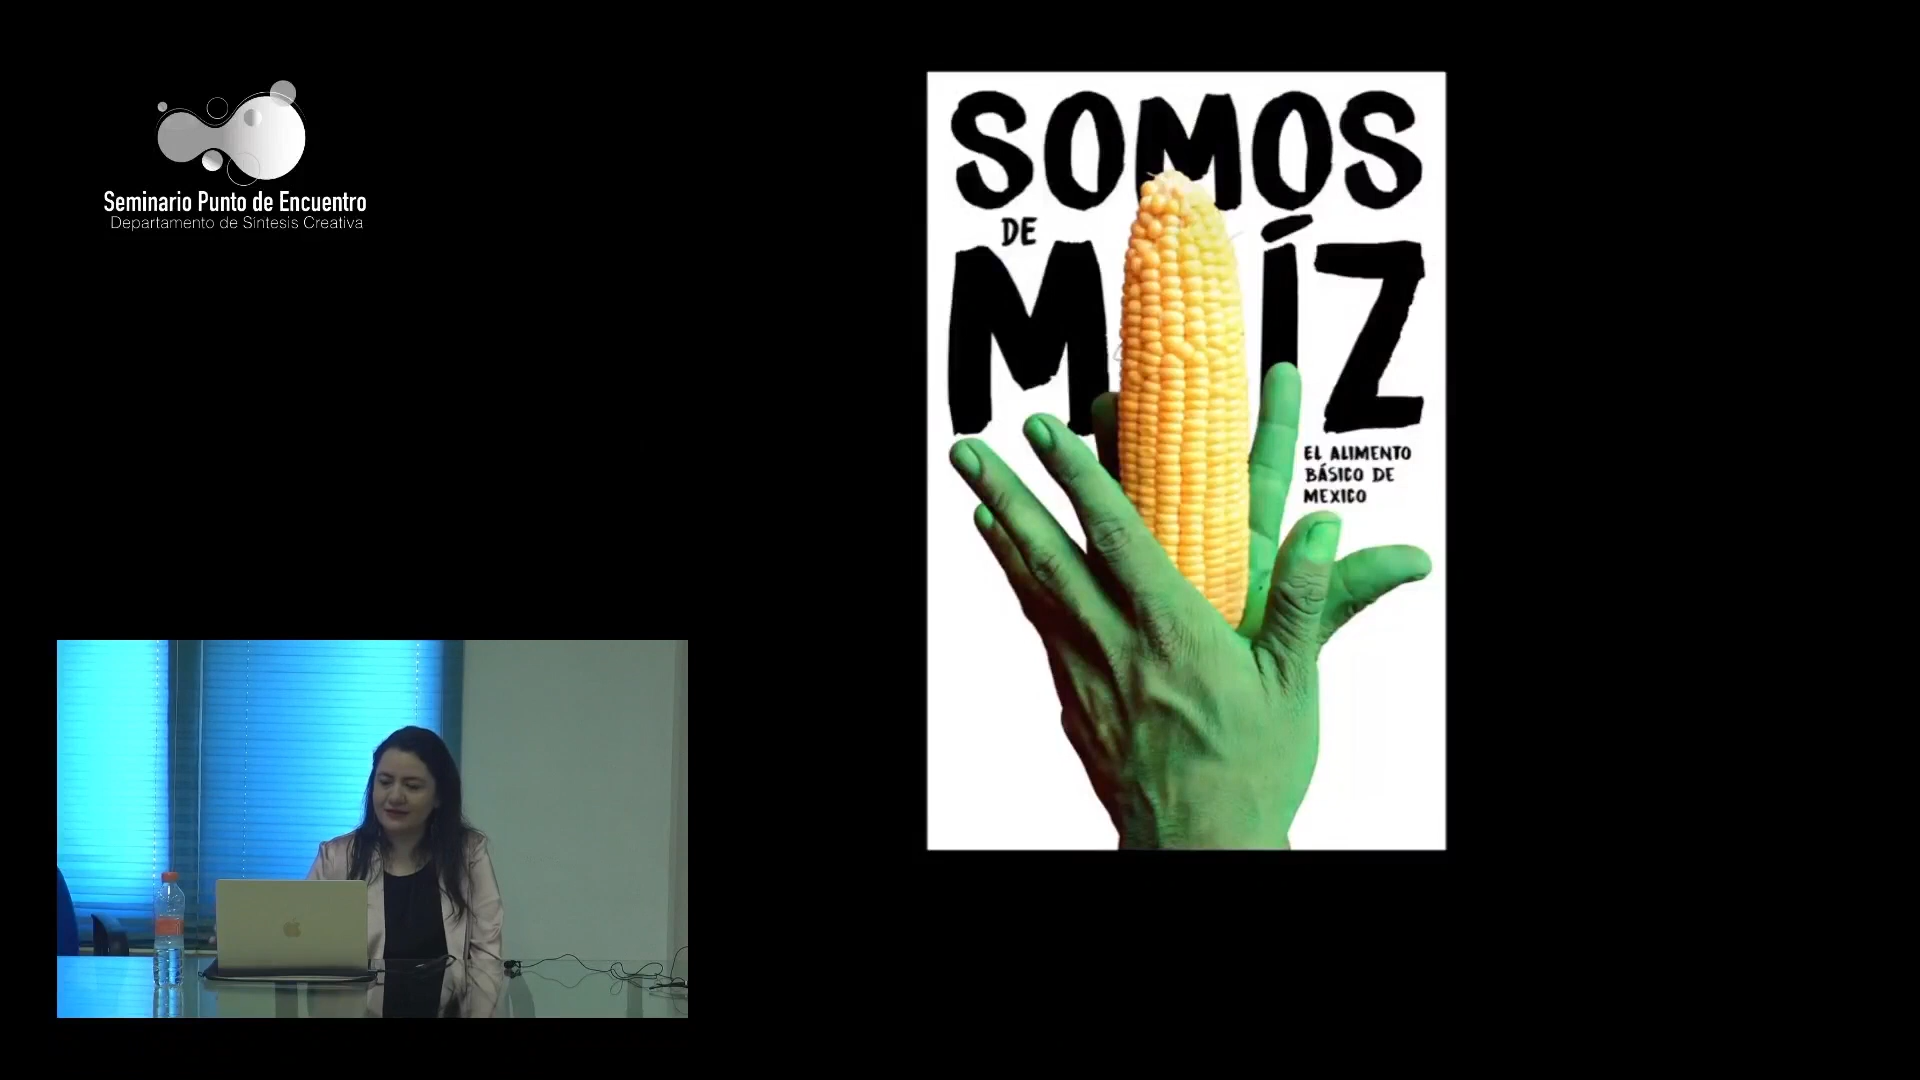 Seminario Punto de Encuentro
Departamento de Síntesis Creativa
SOMOS
DE
M ÍZ
EL ALIMENTO
BÁSICO DE
MEXICO